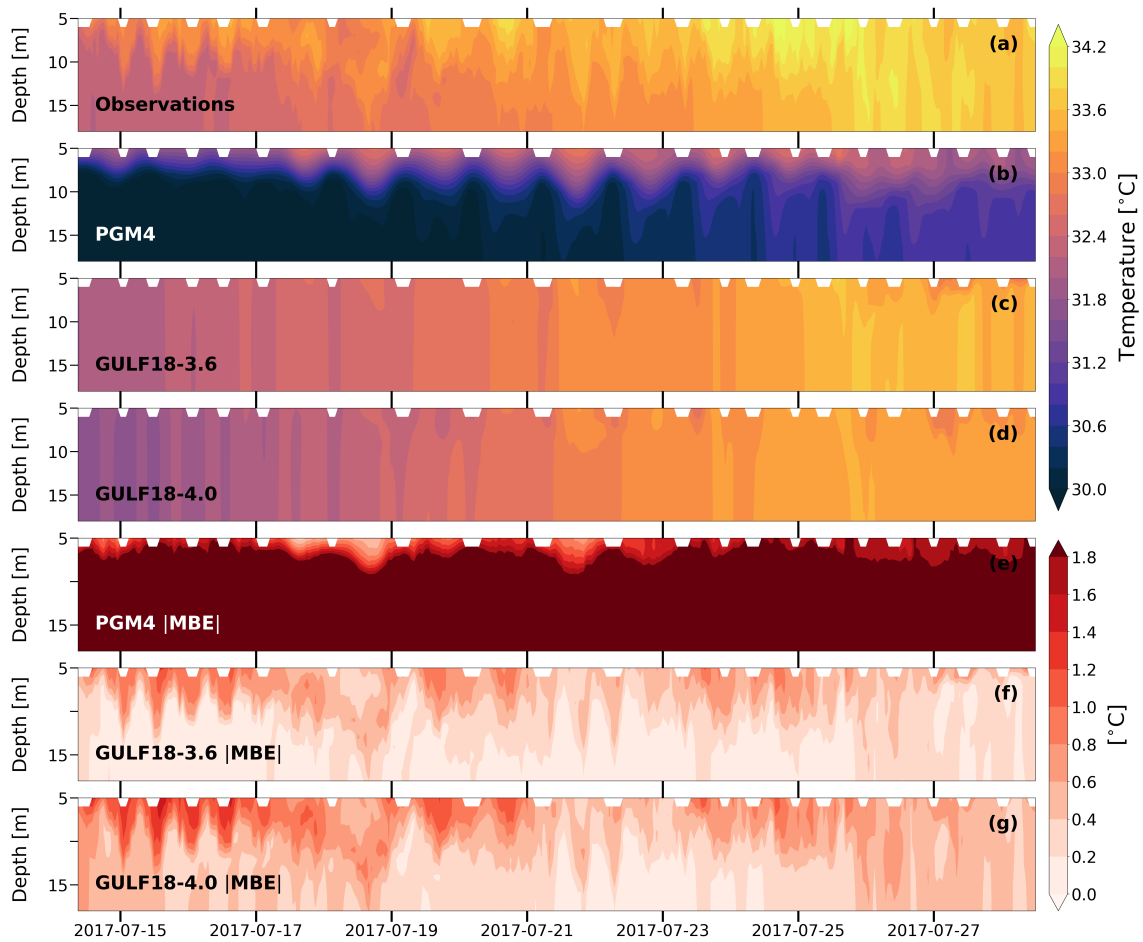 5
10
15
Depth [m]
(a)
Observations
5
10
15
Depth [m]
(b)
PGM4
5
10
15
Depth [m]
(c)
GULF18-3.6
5
10
15
Depth [m]
(d)
GULF18-4.0
34.2
33.6
33.0
32.4
31.8
31.2
30.6
30.0
Temperature [°C]
5
15
Depth [m]
(e)
PGM4 |MBE|
5
15
Depth [m]
(f)
GULF18-3.6 |MBE|
5
15
Depth [m]
(g)
GULF18-4.0 |MBE|
1.8
1.6
1.4
1.2
1.0
0.8
0.6
0.4
0.2
0.0
[°C]
2017-07-15
2017-07-17
2017-07-19
2017-07-21
2017-07-23
2017-07-25
2017-07-27